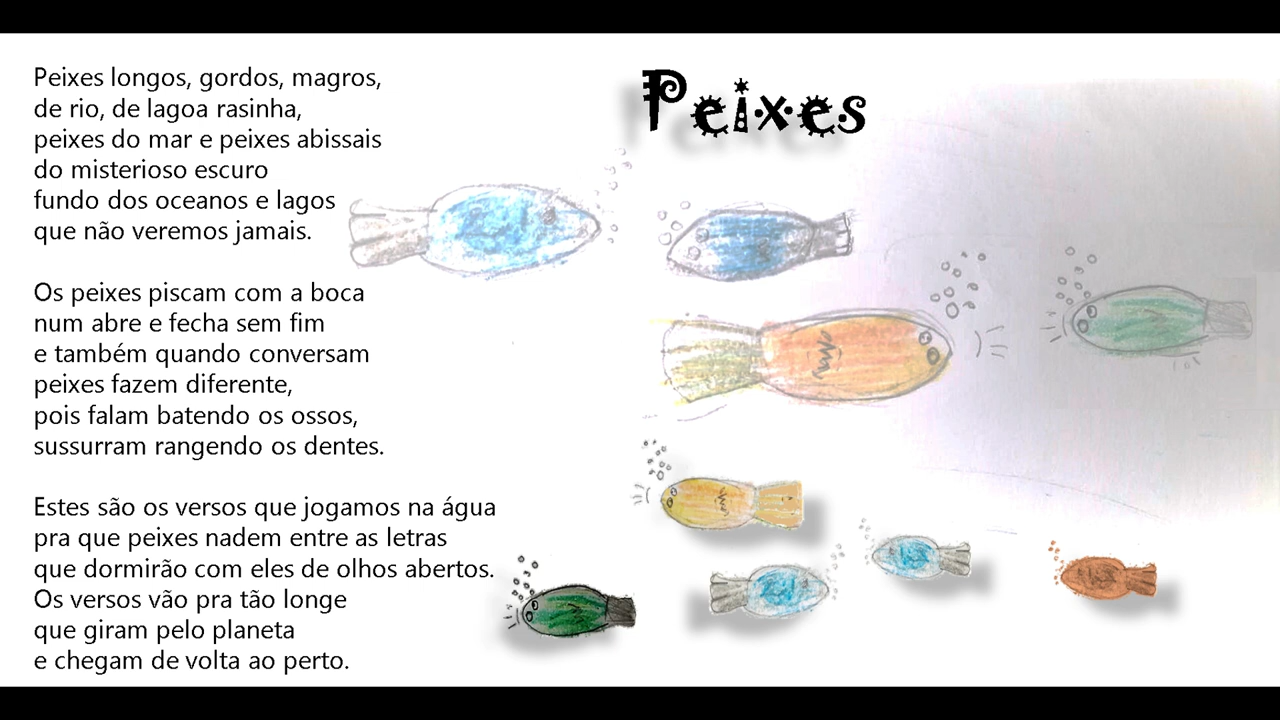 Peixes
Peixes longos, gordos, magros,
de rio, de lagoa rasinha,
peixes do mar e peixes abissais
do misterioso escuro
fundo dos oceanos e lagos
que não veremos jamais.
Os peixes piscam com a boca
num abre e fecha sem fim
e também quando conversam
peixes fazem diferente,
pois falam batendo os ossos,
sussurram rangendo os dentes.
Estes são os versos que jogamos na água
pra que peixes nadem entre as letras
que dormirão com eles de olhos abertos.
Os versos vão pra tão longe
que giram pelo planeta
e chegam de volta ao perto.